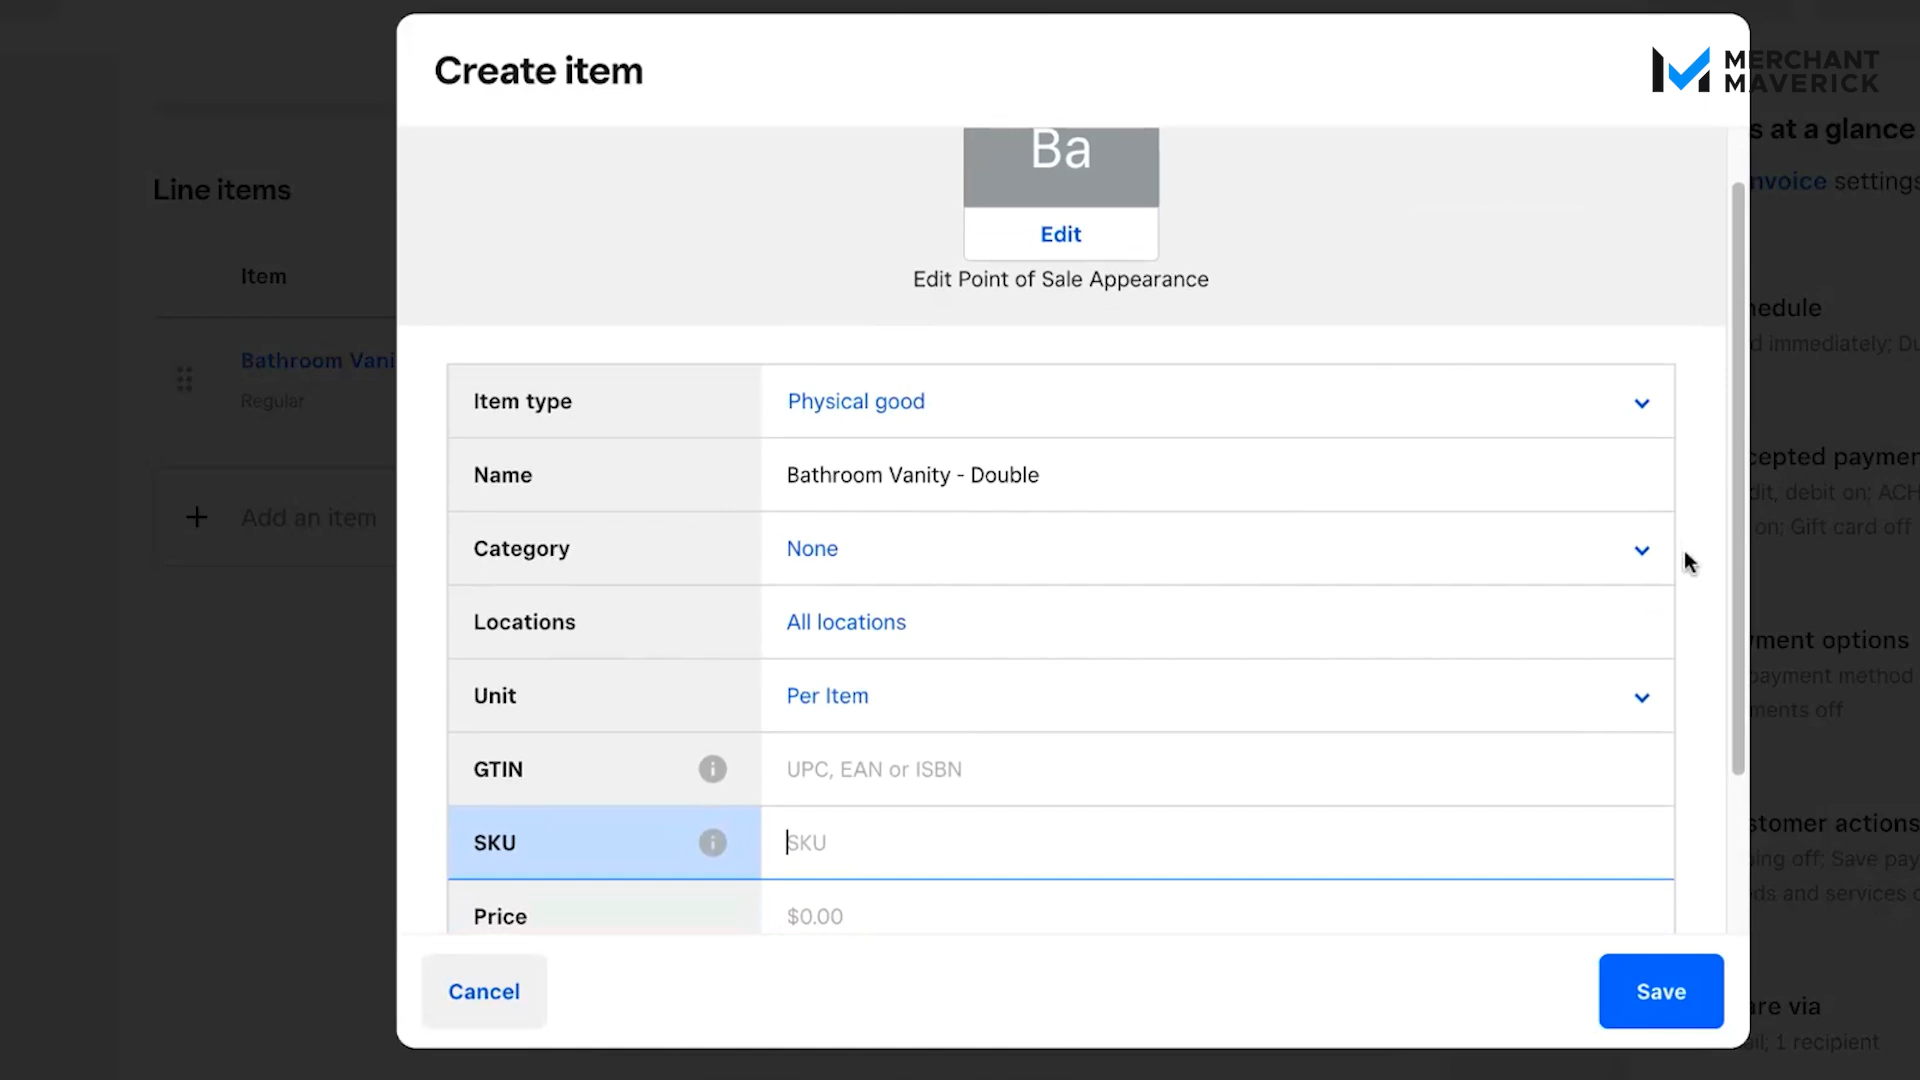 Create item
MERCHANT
MAVERICK
Ba
Edit
Edit Point of Sale Appearance
Line items
Item
Bathroom Vani
Regular
Add an item
Item type
Physical good
Name
Bathroom Vanity - Double
Category
None
Locations
All locations
Unit
Per Item
GTIN
UPC, EAN or ISBN
SKU
SKU
Price
$0.00
Cancel
Save
s at a glance
nvoice settings
hedule
d immediately; Du
cepted paymen
dit, debit on; ACH
on; Gift card off
ment options
payment method
ments off
stomer actions
ping off; Save pay
ds and services o
are via
ail; 1 recipient